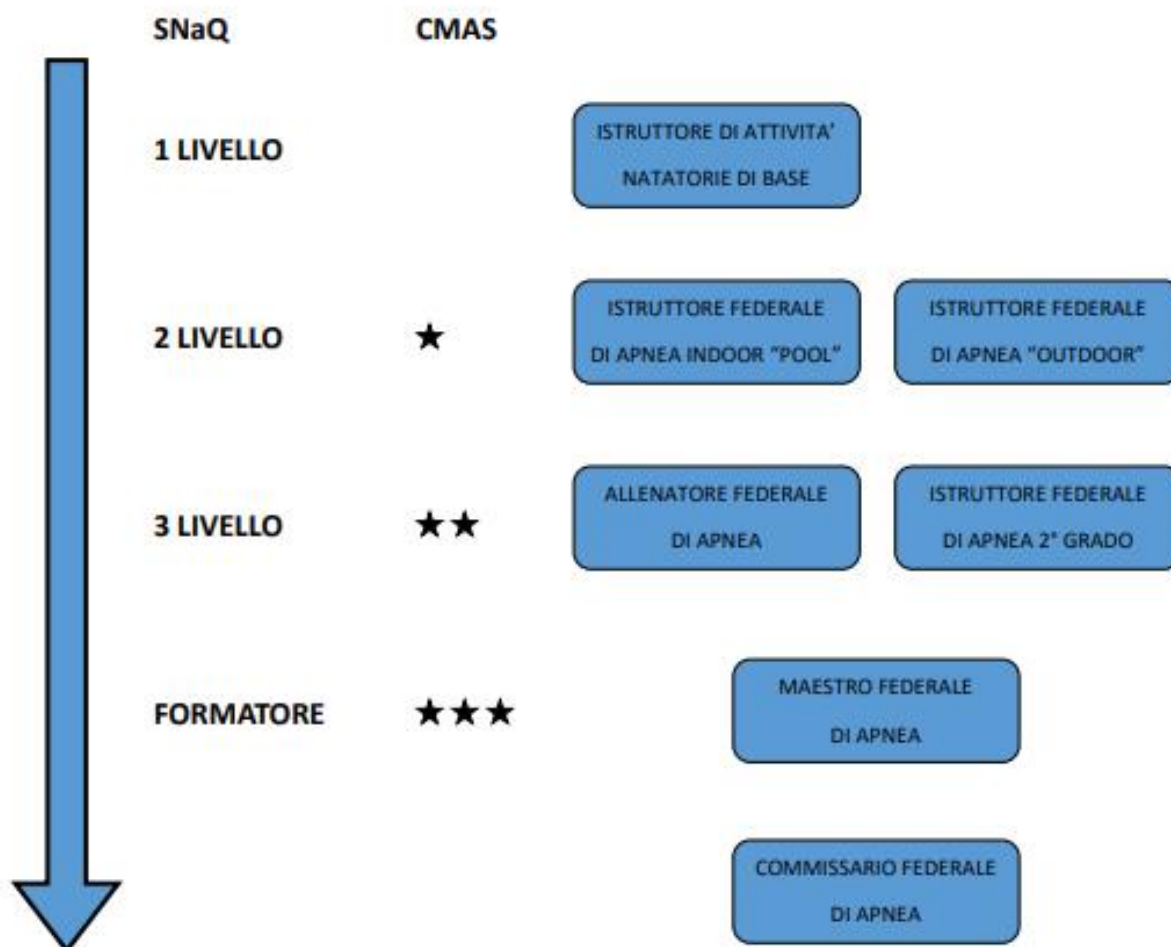 SNaQ CMAS
1 LIVELLO
ISTRUTTORE DI ATTIVITA’
NATATORIE DI BASE
2 LIVELLO ★
ISTRUTTORE FEDERALE
DI APNEA INDOOR “POOL”
ISTRUTTORE FEDERALE
DI APNEA “OUTDOOR”
3 LIVELLO ★★
ALLENATORE FEDERALE
DI APNEA
ISTRUTTORE FEDERALE
DI APNEA 2° GRADO
FORMATORE ★★★
MAESTRO FEDERALE
DI APNEA
COMMISSARIO FEDERALE
DI APNEA